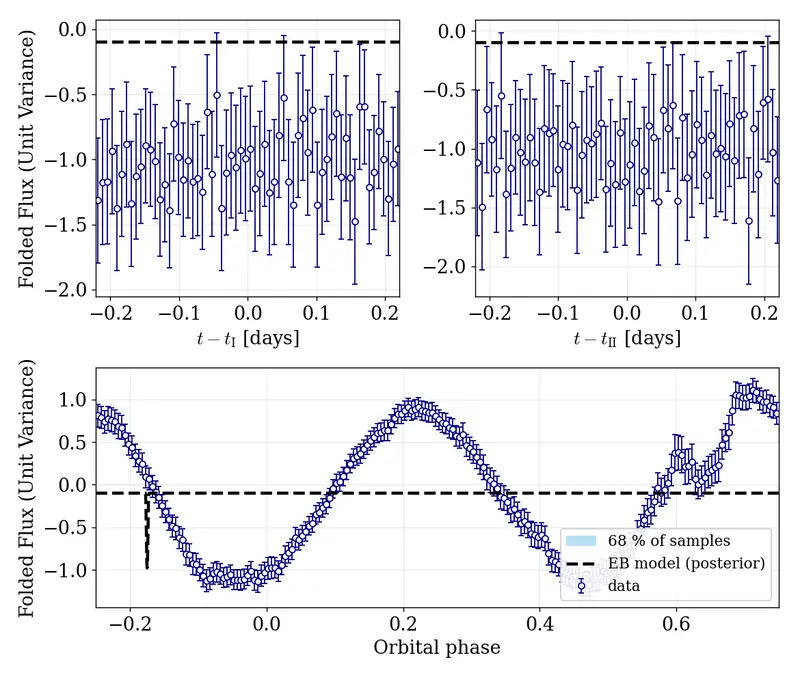 Folded Flux (Unit Variance)
0.0
−0.5
−1.0
−1.5
−2.0
−0.2 −0.1 0.0 0.1 0.2
t − t_I [days]
0.0
−0.5
−1.0
−1.5
−2.0
−0.2 −0.1 0.0 0.1 0.2
t − t_II [days]
Folded Flux (Unit Variance)
1.0
0.5
0.0
−0.5
−1.0
68 % of samples
EB model (posterior)
data
−0.2 0.0 0.2 0.4 0.6
Orbital phase